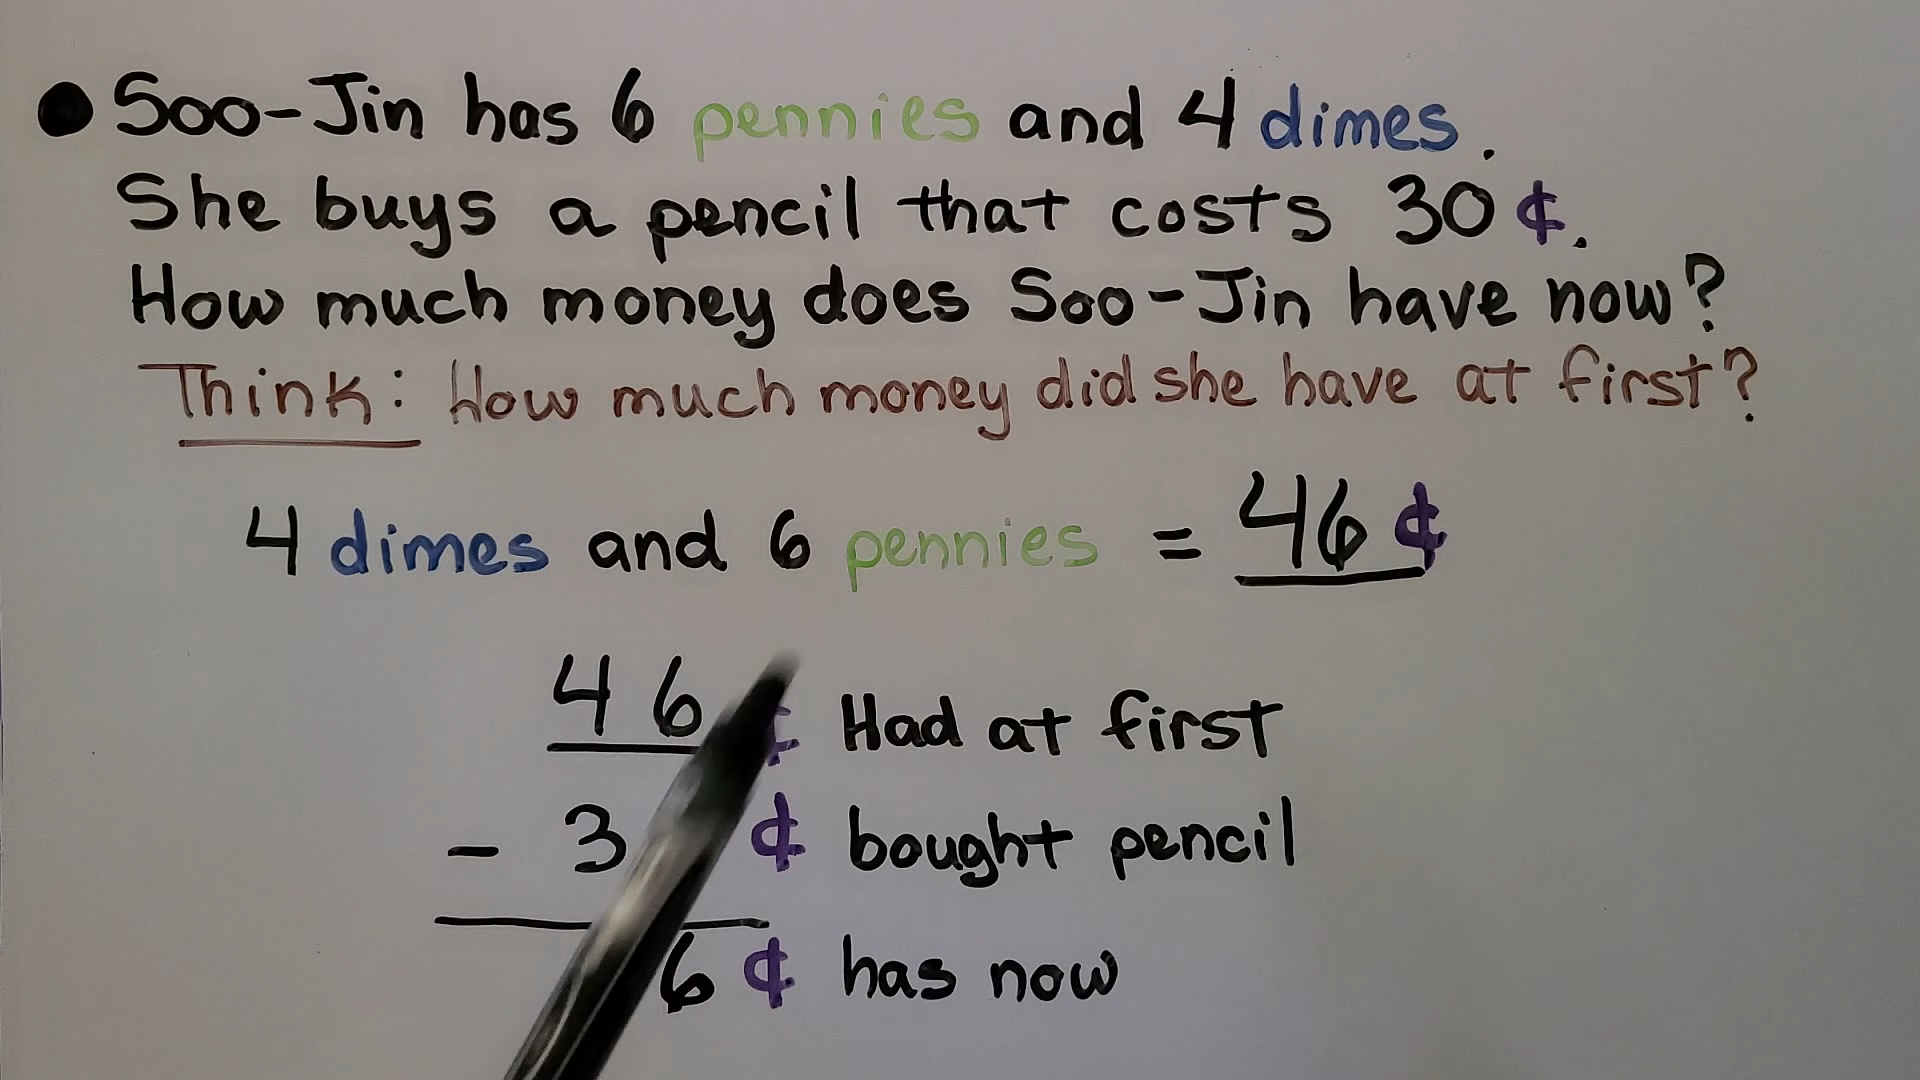 Soo-Jin has 6 pennies and 4 dimes.
She buys a pencil that costs 30¢.
How much money does Soo-Jin have now?
Think: How much money did she have at first?
4 dimes and 6 pennies = 46¢
46¢ Had at first
- 3 ¢ bought pencil
6¢ has now